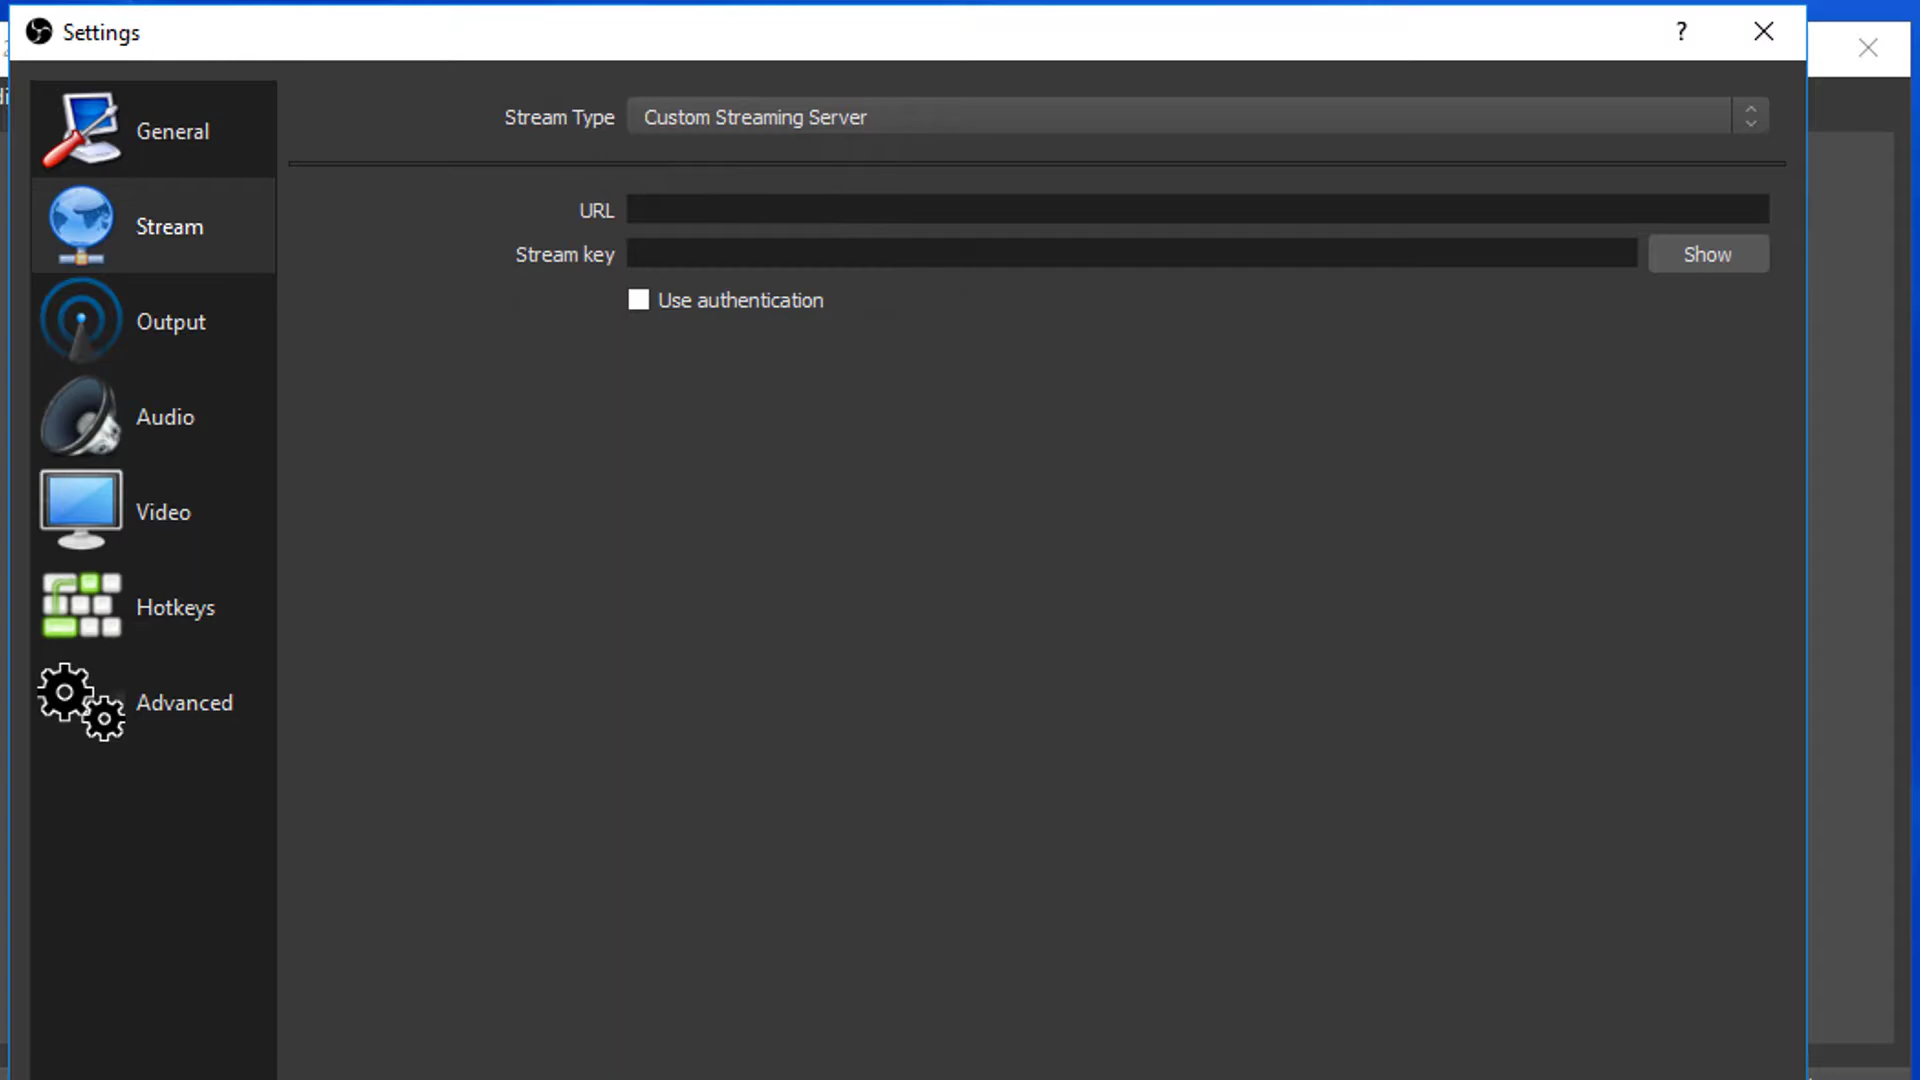 Settings
?
General
Stream
Output
Audio
Video
Hotkeys
Advanced
Stream Type
Custom Streaming Server
URL
Stream key
Show
Use authentication